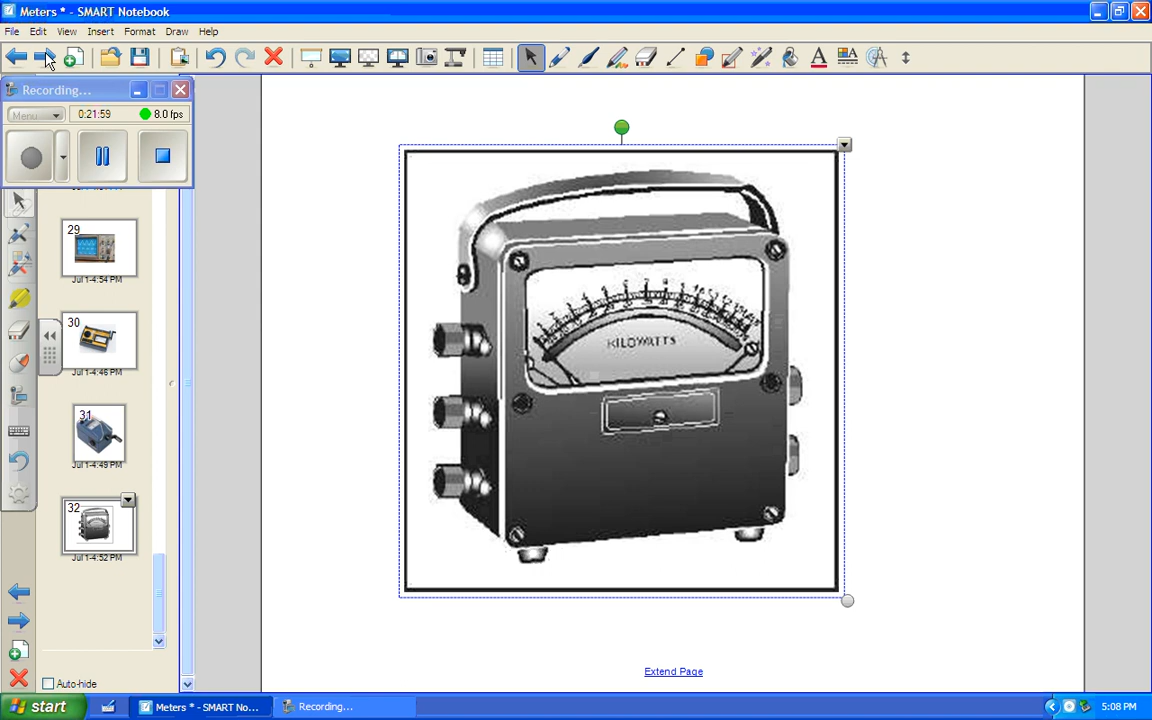 Meters * - SMART Notebook
File Edit View Insert Format Draw Help
Recording...
Menu 0:21:59 8.0 fps
29
Jul 1-4:54 PM
30
Jul 1-4:46 PM
31
Jul 1-4:49 PM
32
Jul 1-4:52 PM
KILOWATTS
Extend Page
Auto-hide
start Meters * - SMART No... Recording... 5:08 PM